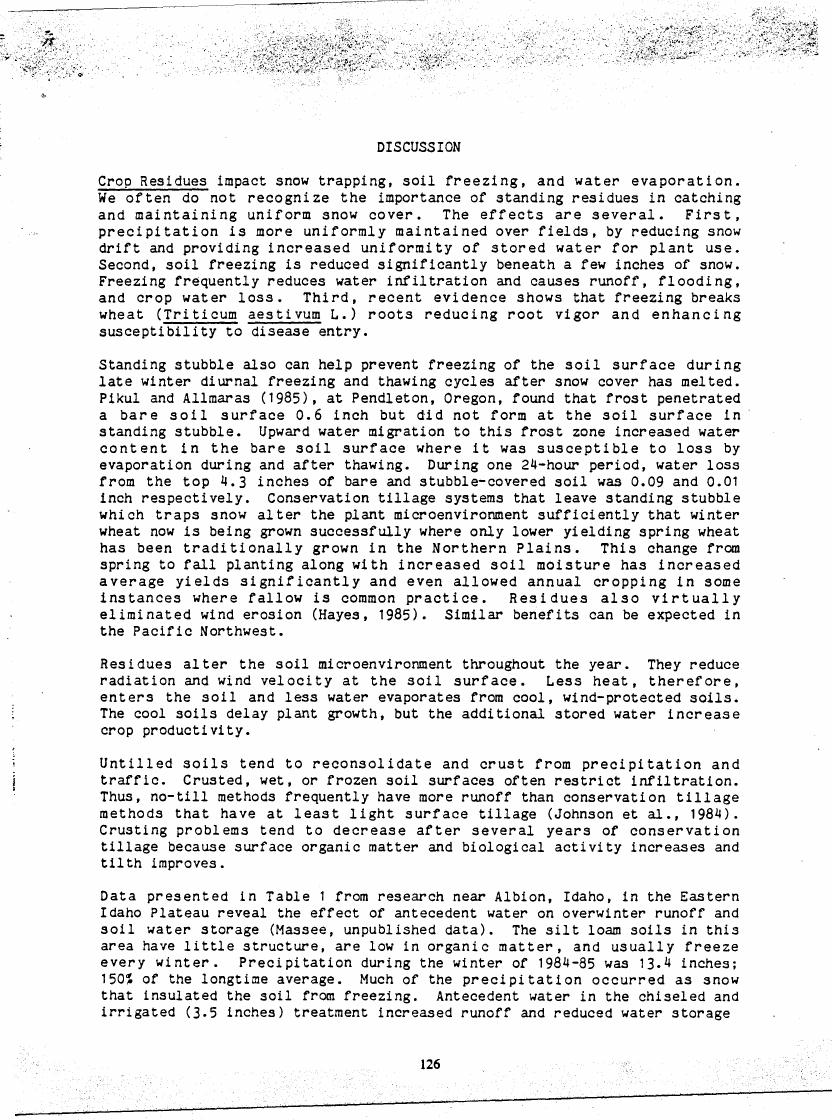 DISCUSSION
Crop Residues impact snow trapping, soil freezing, and water evaporation.
We often do not recognize the importance of standing residues in catching
and maintaining uniform snow cover. The effects are several. First,
precipitation is more uniformly maintained over fields, by reducing snow
drift and providing increased uniformity of stored water for plant use.
Second, soil freezing is reduced significantly beneath a few inches of snow.
Freezing frequently reduces water infiltration and causes runoff, flooding,
and crop water loss. Third, recent evidence shows that freezing breaks
wheat (Triticum aestivum L.) roots reducing root vigor and enhancing
susceptibility to disease entry.
Standing stubble also can help prevent freezing of the soil surface during
late winter diurnal freezing and thawing cycles after snow cover has melted.
Pikul and Allmaras (1985), at Pendleton, Oregon, found that frost penetrated
a bare soil surface 0.6 inch but did not form at the soil surface in
standing stubble. Upward water migration to this frost zone increased water
content in the bare soil surface where it was susceptible to loss by
evaporation during and after thawing. During one 24-hour period, water loss
from the top 4.3 inches of bare and stubble-covered soil was 0.09 and 0.01
inch respectively. Conservation tillage systems that leave standing stubble
which traps snow alter the plant microenvironment sufficiently that winter
wheat now is being grown successfully where only lower yielding spring wheat
has been traditionally grown in the Northern Plains. This change from
spring to fall planting along with increased soil moisture has increased
average yields significantly and even allowed annual cropping in some
instances where fallow is common practice. Residues also virtually
eliminated wind erosion (Hayes, 1985). Similar benefits can be expected in
the Pacific Northwest.
Residues alter the soil microenvironment throughout the year. They reduce
radiation and wind velocity at the soil surface. Less heat, therefore,
enters the soil and less water evaporates from cool, wind-protected soils.
The cool soils delay plant growth, but the additional stored water increase
crop productivity.
Untilled soils tend to reconsolidate and crust from precipitation and
traffic. Crusted, wet, or frozen soil surfaces often restrict infiltration.
Thus, no-till methods frequently have more runoff than conservation tillage
methods that have at least light surface tillage (Johnson et al., 1984).
Crusting problems tend to decrease after several years of conservation
tillage because surface organic matter and biological activity increases and
tilth improves.
Data presented in Table 1 from research near Albion, Idaho, in the Eastern
Idaho Plateau reveal the effect of antecedent water on overwinter runoff and
soil water storage (Massee, unpublished data). The silt loam soils in this
area have little structure, are low in organic matter, and usually freeze
every winter. Precipitation during the winter of 1984-85 was 13.4 inches;
150% of the longtime average. Much of the precipitation occurred as snow
that insulated the soil from freezing. Antecedent water in the chiseled and
irrigated (3.5 inches) treatment increased runoff and reduced water storage
126